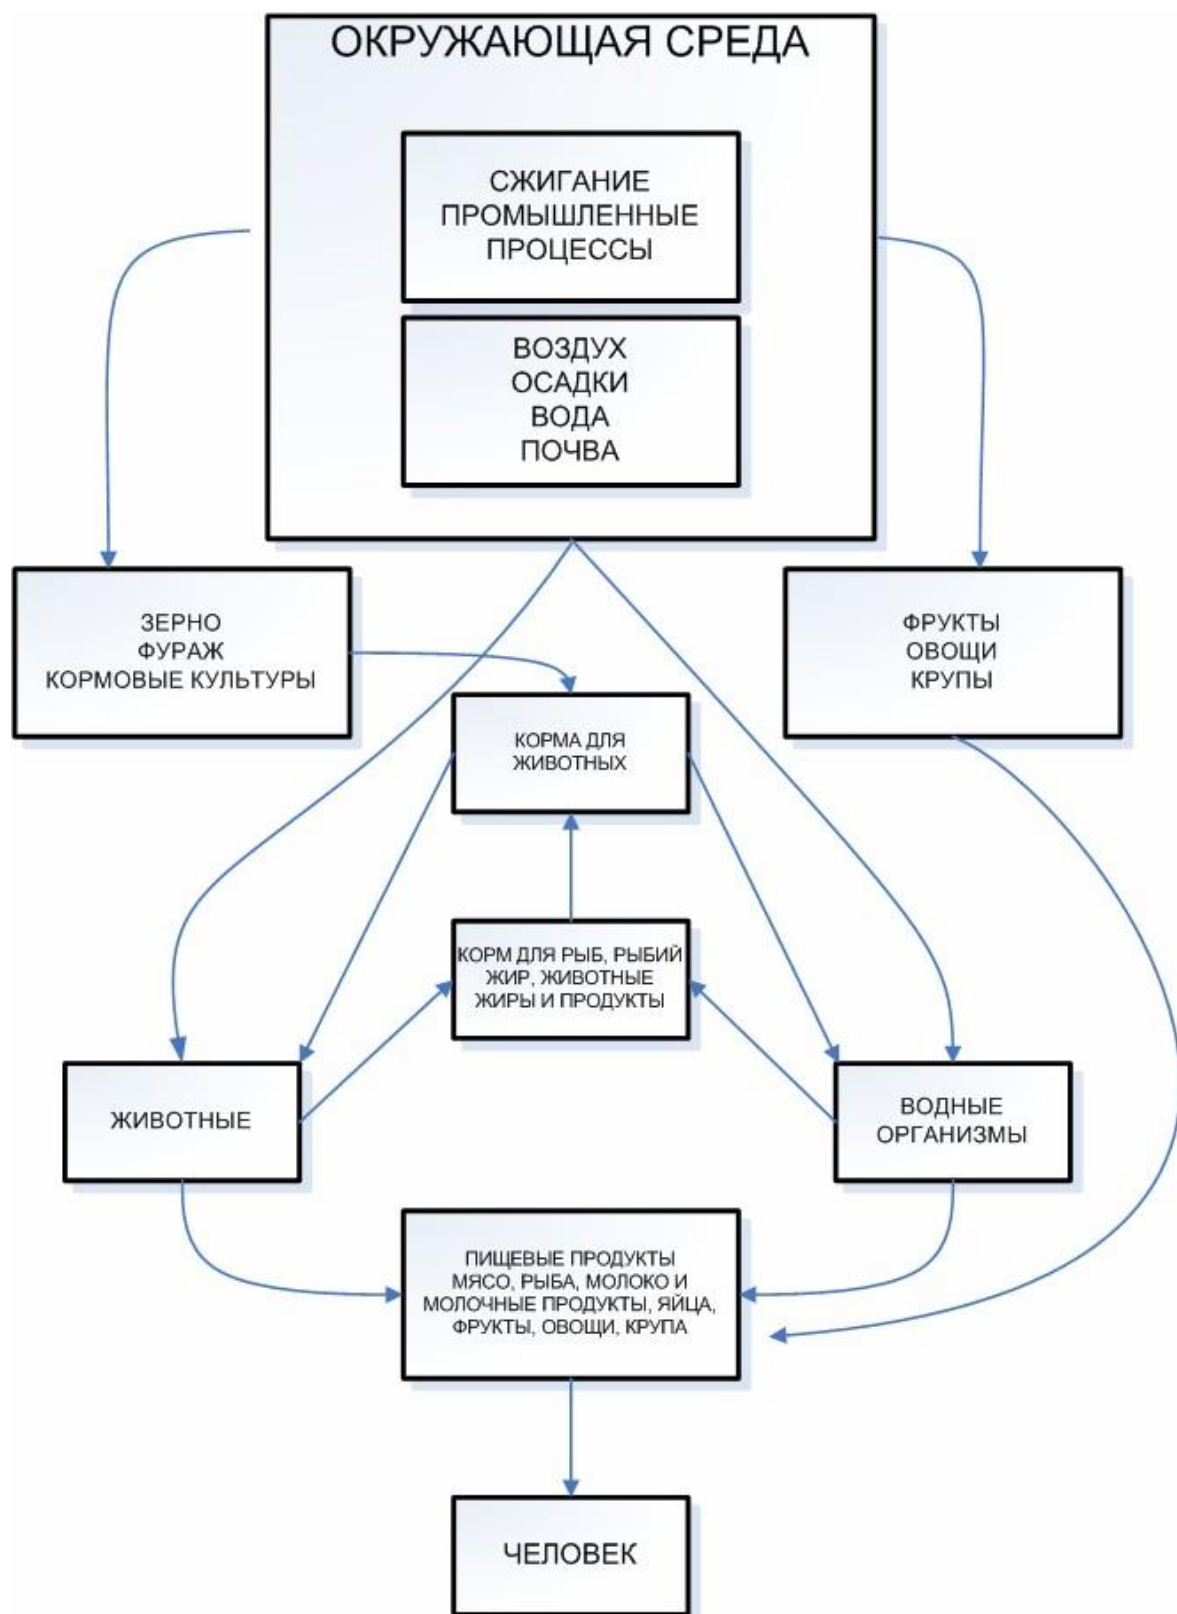 ОКРУЖАЮЩАЯ СРЕДА
СЖИГАНИЕ
ПРОМЫШЛЕННЫЕ
ПРОЦЕССЫ
ВОЗДУХ
ОСАДКИ
ВОДА
ПОЧВА
ЗЕРНО
ФУРАЖ
КОРМОВЫЕ КУЛЬТУРЫ
ФРУКТЫ
ОВОЩИ
КРУПЫ
КОРМА ДЛЯ
ЖИВОТНЫХ
КОРМ ДЛЯ РЫБ, РЫБИЙ
ЖИР, ЖИВОТНЫЕ
ЖИРЫ И ПРОДУКТЫ
ЖИВОТНЫЕ
ВОДНЫЕ
ОРГАНИЗМЫ
ПИЩЕВЫЕ ПРОДУКТЫ
МЯСО, РЫБА, МОЛОКО И
МОЛОЧНЫЕ ПРОДУКТЫ, ЯЙЦА,
ФРУКТЫ, ОВОЩИ, КРУПА
ЧЕЛОВЕК